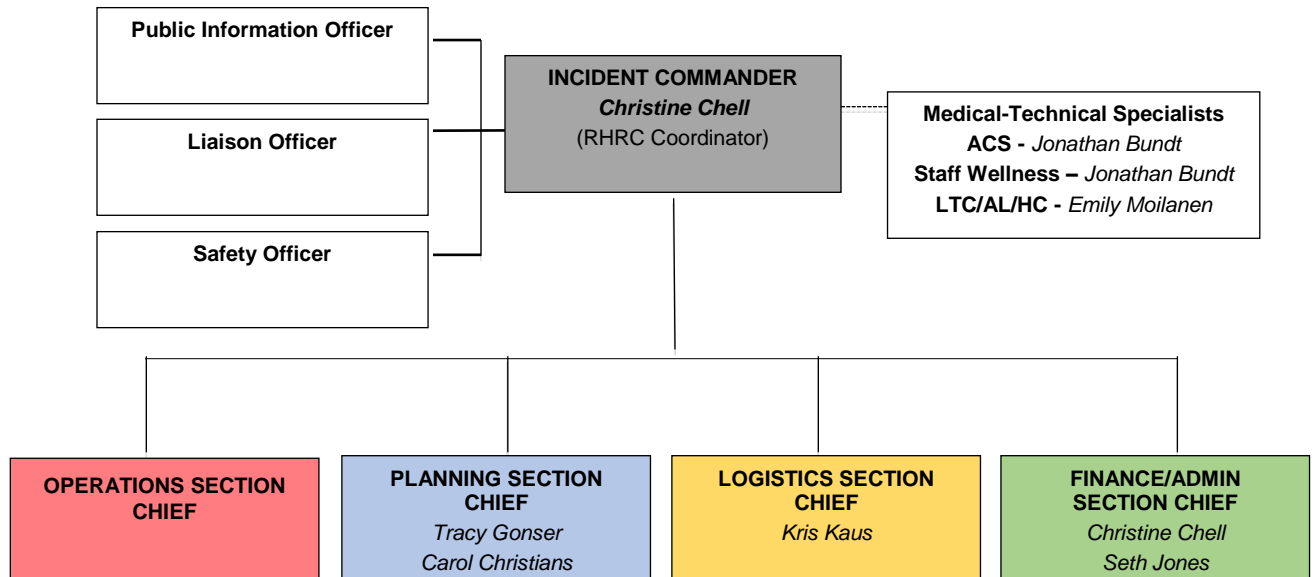 Public Information Officer
INCIDENT COMMANDER
Christine Chell
(RHRC Coordinator)
Medical-Technical Specialists
ACS - Jonathan Bundt
Staff Wellness – Jonathan Bundt
LTC/AL/HC - Emily Moilanen
Liaison Officer
Safety Officer
OPERATIONS SECTION
CHIEF
PLANNING SECTION
CHIEF
Tracy Gonser
Carol Christians
LOGISTICS SECTION
CHIEF
Kris Kaus
FINANCE/ADMIN
SECTION CHIEF
Christine Chell
Seth Jones